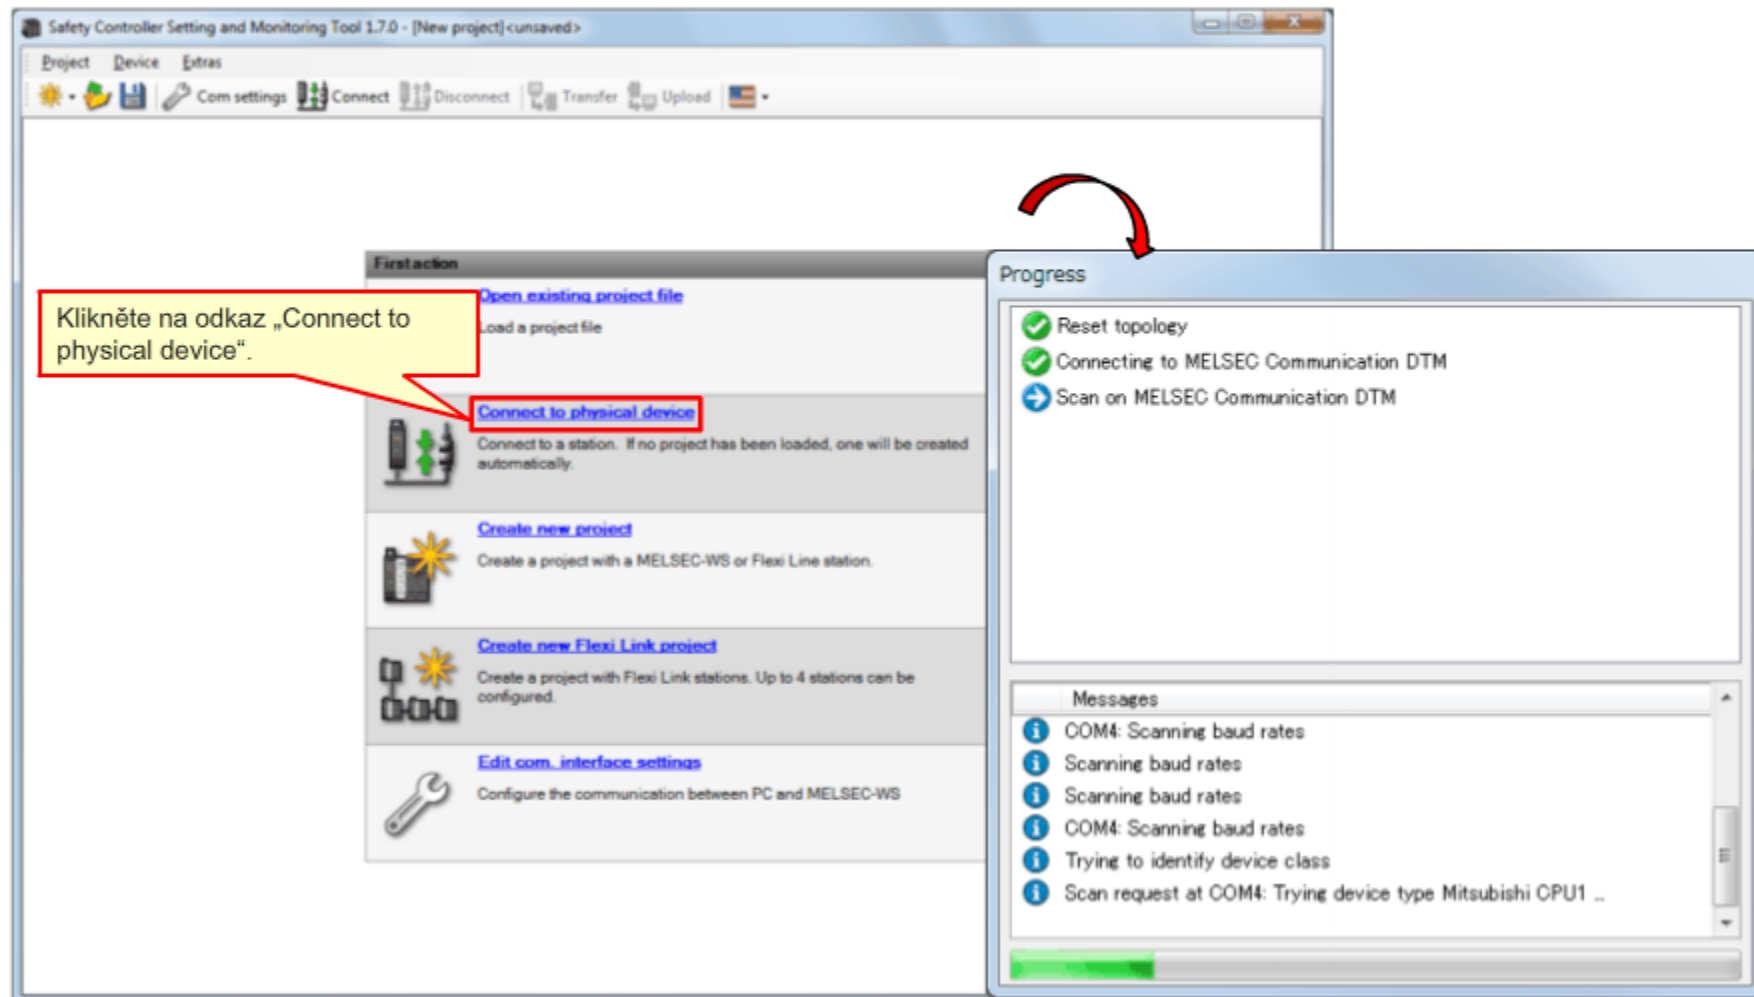 Safety Controller Setting and Monitoring Tool 1.7.0 - [New project]<unsaved>
Project Device Extras
Com settings Connect Disconnect Transfer Upload
First action
Open existing project file
Load a project file
Klikněte na odkaz „Connect to
physical device“.
Connect to physical device
Connect to a station. If no project has been loaded, one will be created
automatically.
Create new project
Create a project with a MELSEC-WS or Flexi Line station.
Create new Flexi Link project
Create a project with Flexi Link stations. Up to 4 stations can be
configured.
Edit com. interface settings
Configure the communication between PC and MELSEC-WS
Progress
Reset topology
Connecting to MELSEC Communication DTM
Scan on MELSEC Communication DTM
Messages
COM4: Scanning baud rates
Scanning baud rates
Scanning baud rates
COM4: Scanning baud rates
Trying to identify device class
Scan request at COM4: Trying device type Mitsubishi CPU1 ...